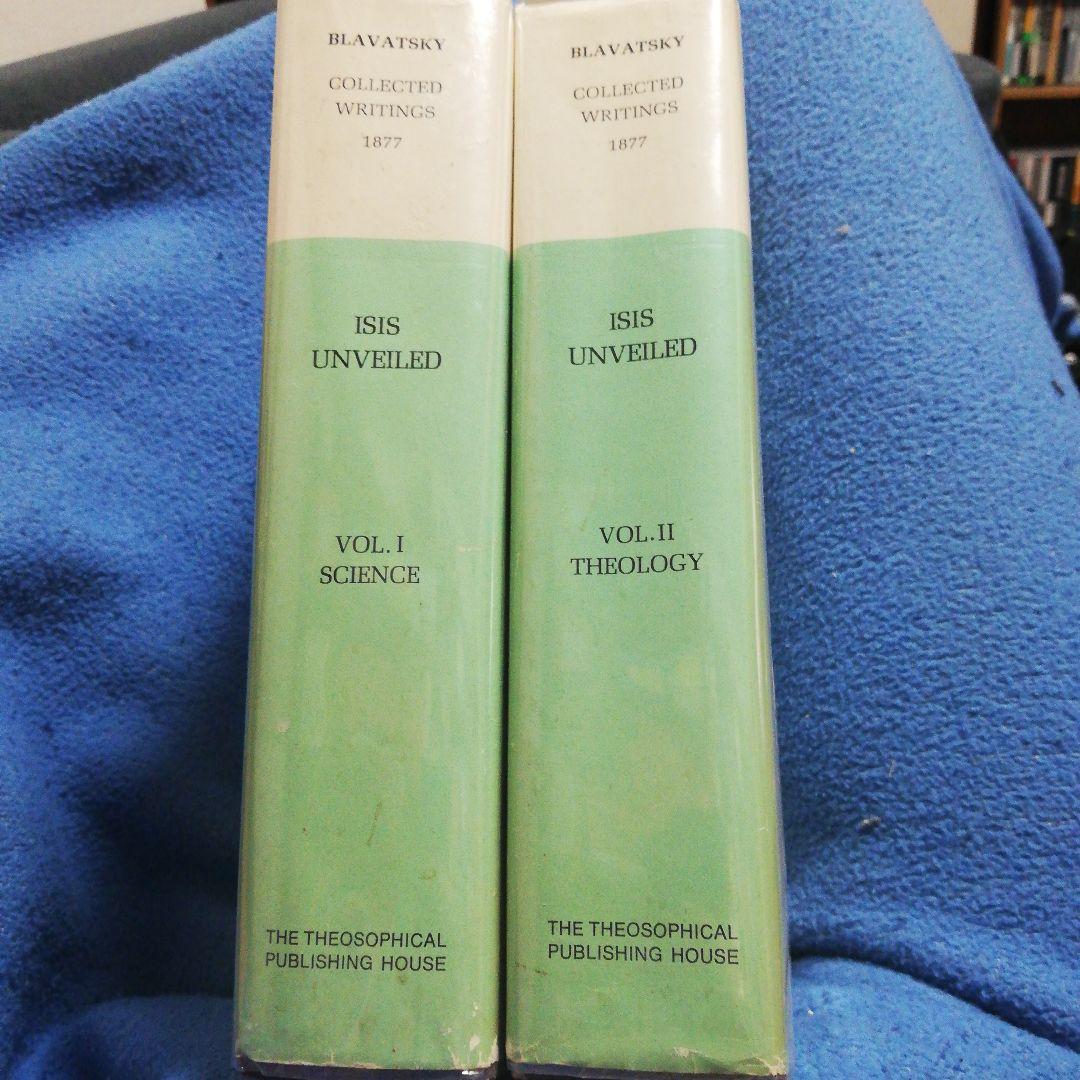 BLAVATSKY
COLLECTED
WRITINGS
1877
ISIS
UNVEILED
VOL. I
SCIENCE
THE THEOSOPHICAL
PUBLISHING HOUSE
BLAVATSKY
COLLECTED
WRITINGS
1877
ISIS
UNVEILED
VOL. II
THEOLOGY
THE THEOSOPHICAL
PUBLISHING HOUSE